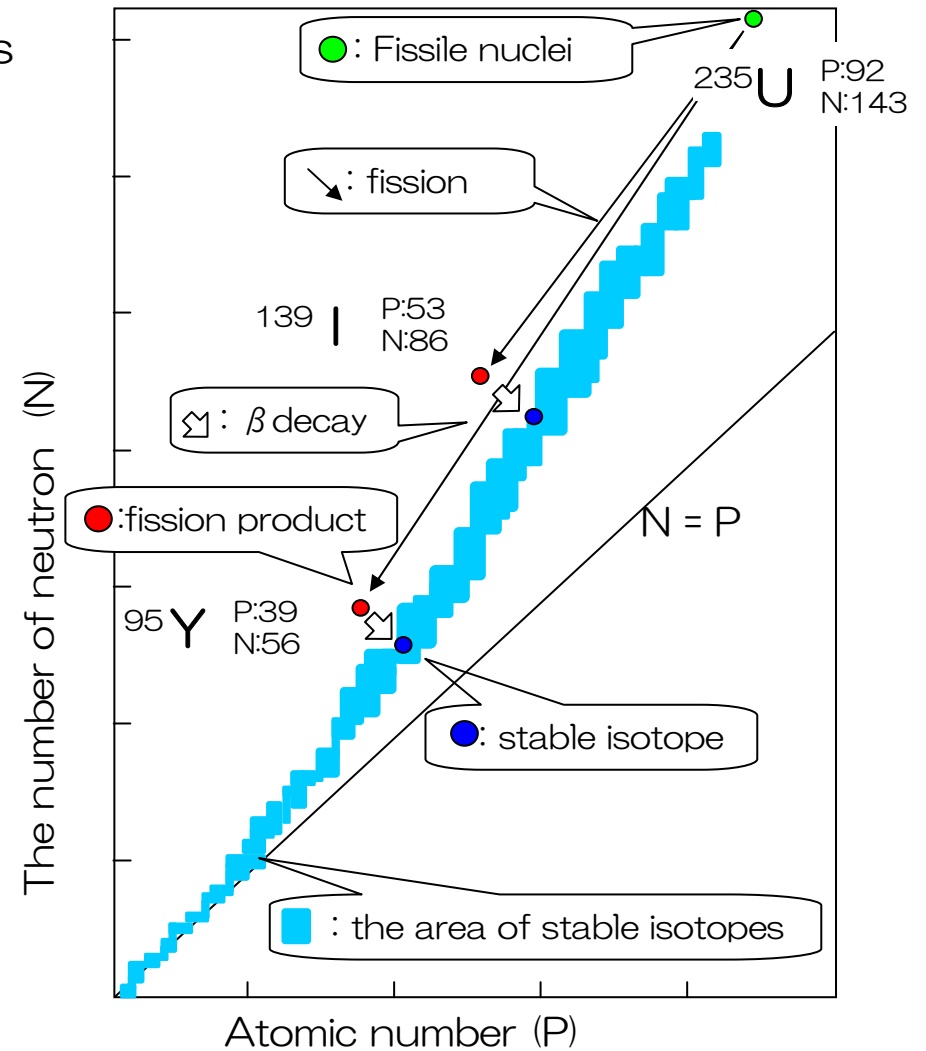 s
: Fissile nuclei
235U
P:92
N:143
: fission
139 I
P:53
N:86
: β decay
:fission product
N = P
95Y
P:39
N:56
: stable isotope
: the area of stable isotopes
The number of neutron (N)
Atomic number (P)